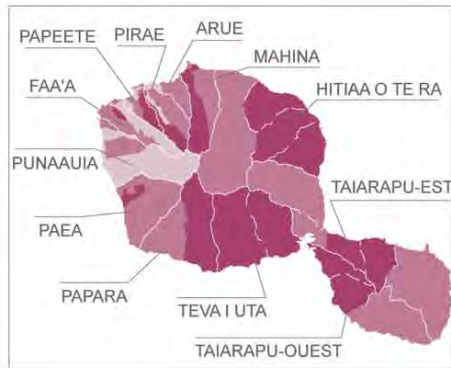 PAPEETE
PIRAE
ARUE
MAHINA
FAA'A
HITIAA O TE RA
PUNAAUIA
TAIARAPU-EST
PAEA
PAPARA
TEVA I UTA
TAIARAPU-OUEST